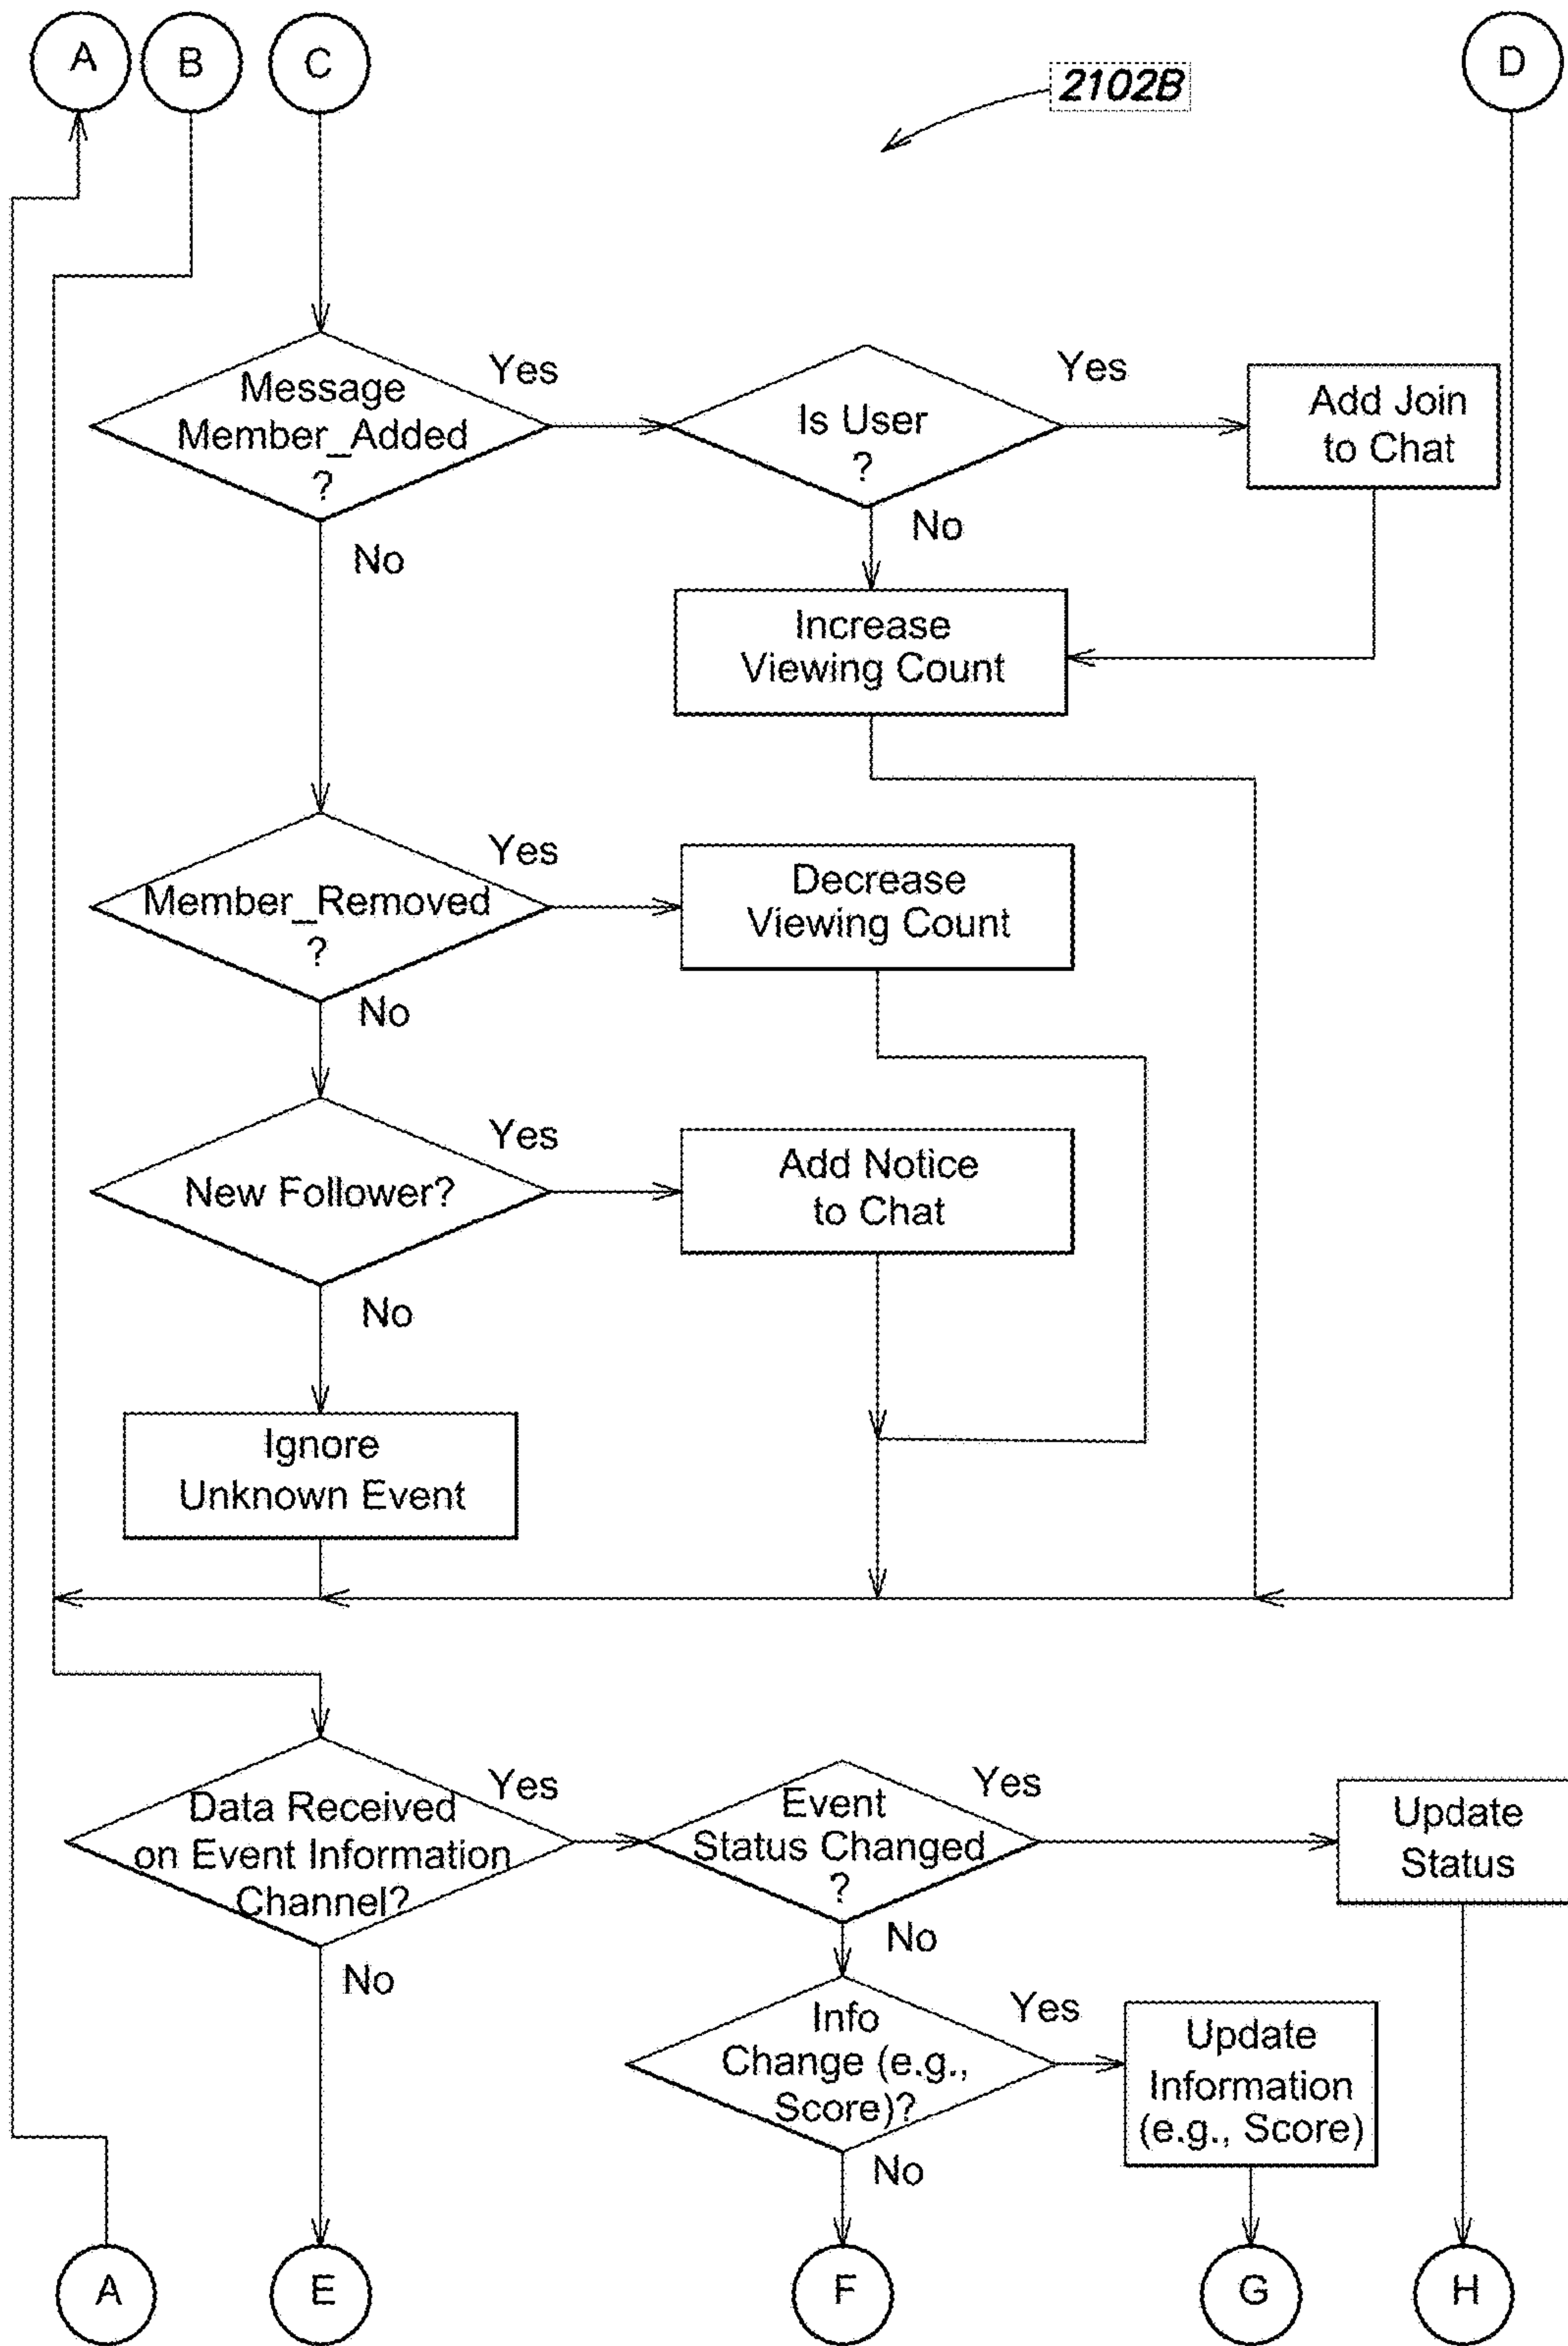 A B C D
2102B
Message
Member_Added
?
Yes
No
Is User
?
Yes
No
Add Join
to Chat
Increase
Viewing Count
Member_Removed
?
Yes
No
Decrease
Viewing Count
New Follower?
Yes
No
Add Notice
to Chat
Ignore
Unknown Event
Data Received
on Event Information
Channel?
Yes
No
Event
Status Changed
?
Yes
No
Update
Status
Info
Change (e.g.,
Score)?
Yes
No
Update
Information
(e.g., Score)
A E F G H